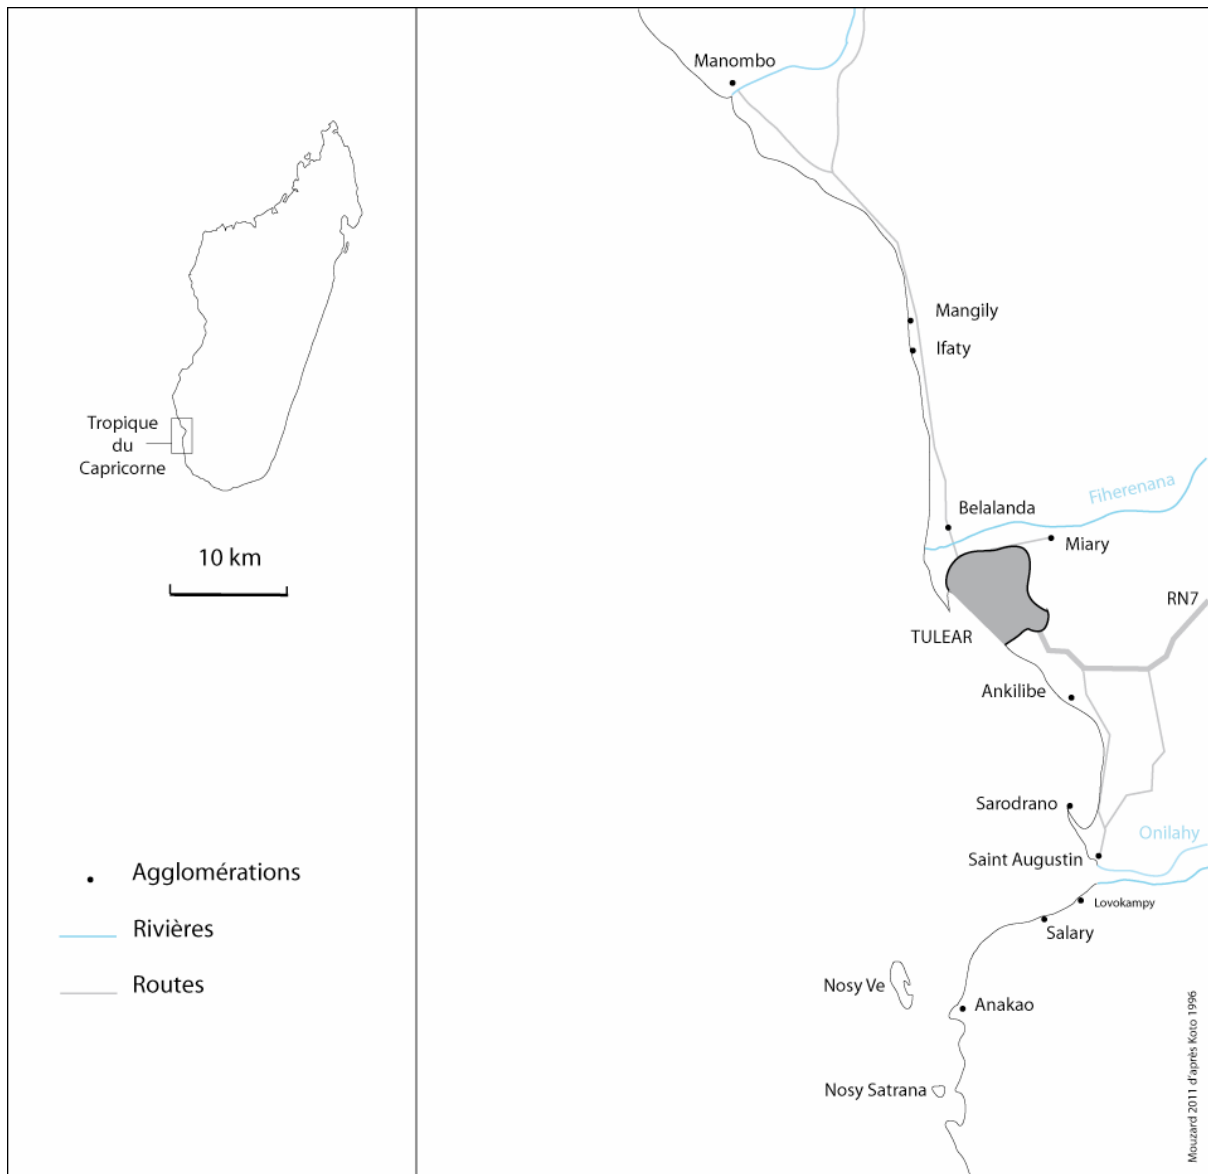 Tropique
du
Capricorne
10 km
Agglomérations
Rivières
Routes
Manombo
Mangily
Ifaty
Belalanda
Fiherenana
Miary
RN7
TULEAR
Ankilibe
Sarodrano
Onilahy
Saint Augustin
Lovokampy
Salary
Nosy Ve
Anakao
Nosy Satrana
Mouzard 2011 d'après Koto 1996